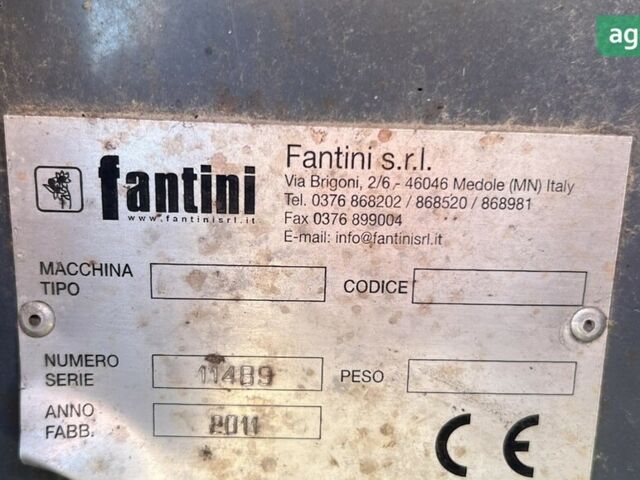 ag
fantini
www.fantinisrl.it
Fantini s.r.l.
Via Brigoni, 2/6 - 46046 Medole (MN) Italy
Tel. 0376 868202 / 868520 / 868981
Fax 0376 899004
E-mail: info@fantinisrl.it
MACCHINA TIPO
CODICE
NUMERO SERIE
11489
PESO
ANNO FABB.
2011
CE